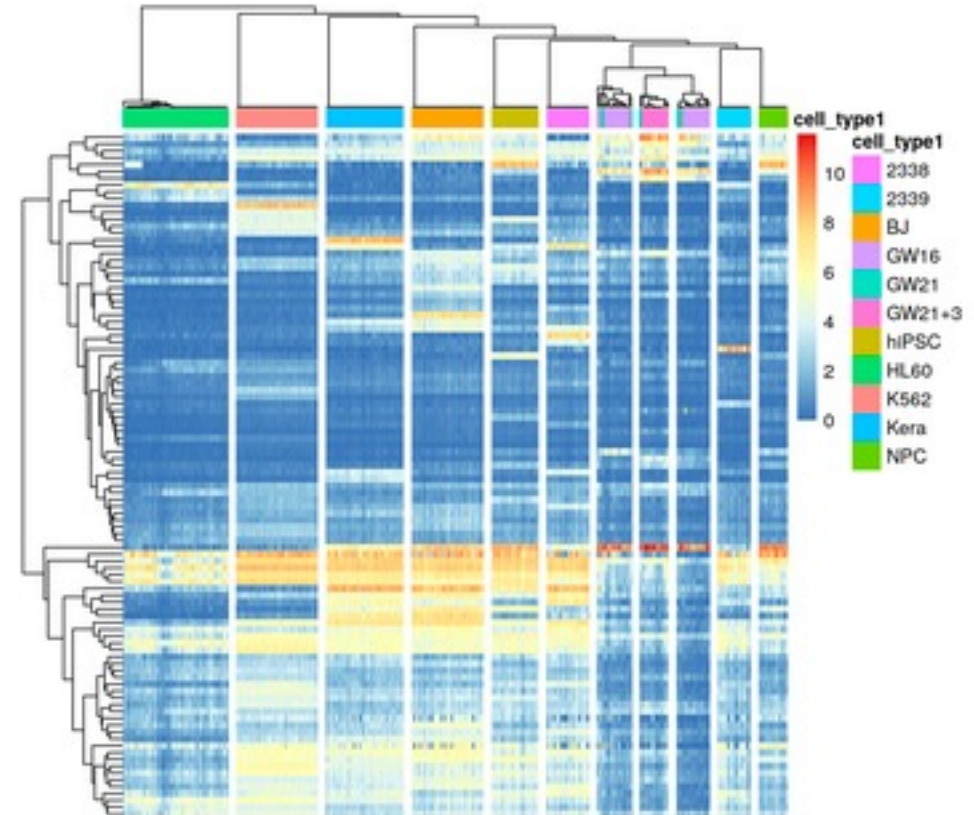 cell_type1
cell_type1
10
8
6
4
2
0
2338
2339
BJ
GW16
GW21
GW21+3
hiPSC
HL60
K562
Kera
NPC